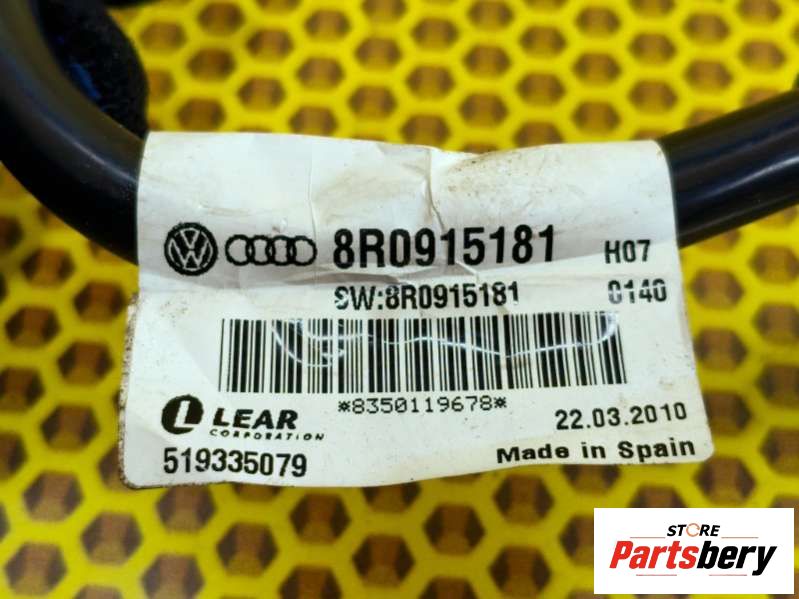 8R0915181 H07
SW:8R0915181 0140
*8350119678*
LEAR 22.03.2010
CORPORATION
519335079 Made in Spain
STORE
Partsbery